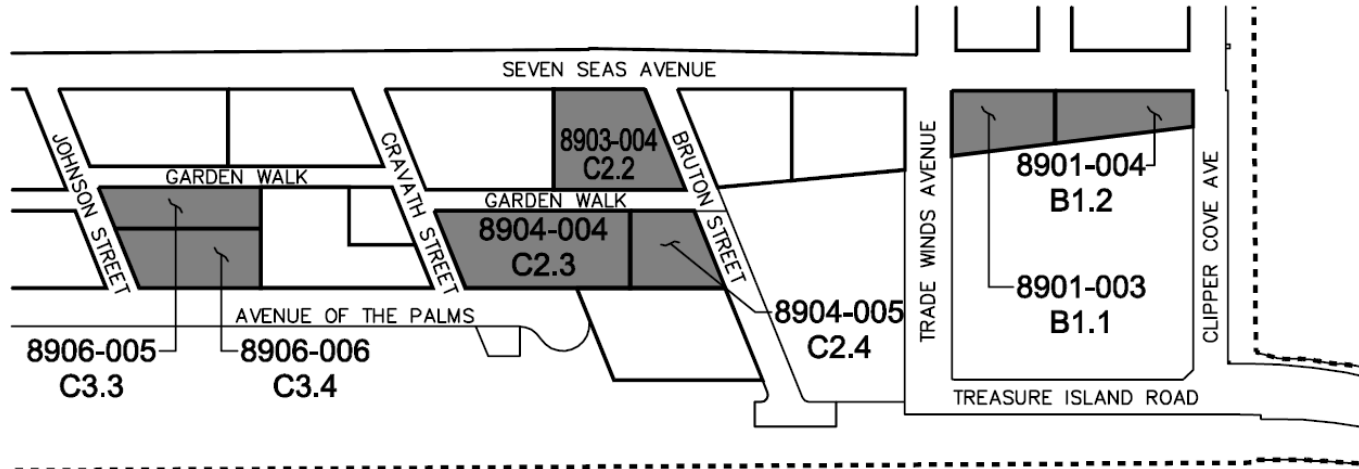 SEVEN SEAS AVENUE
JOHNSON STREET
CRAVATH STREET
BRUTON STREET
TRADE WINDS AVENUE
CLIPPER COVE AVE
8903-004
C2.2
8901-004
B1.2
GARDEN WALK
GARDEN WALK
8904-004
C2.3
8901-003
B1.1
8904-005
C2.4
AVENUE OF THE PALMS
8906-005
C3.3
8906-006
C3.4
TREASURE ISLAND ROAD